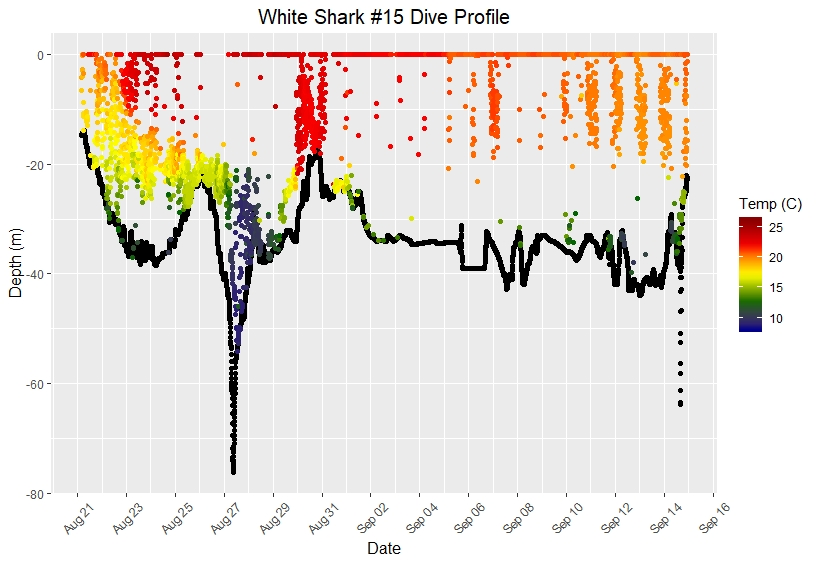 White Shark #15 Dive Profile
0
-20
-40
-60
-80
Depth (m)
Aug 21
Aug 23
Aug 25
Aug 27
Aug 29
Aug 31
Sep 02
Sep 04
Sep 06
Sep 08
Sep 10
Sep 12
Sep 14
Sep 16
Date
Temp (C)
25
20
15
10